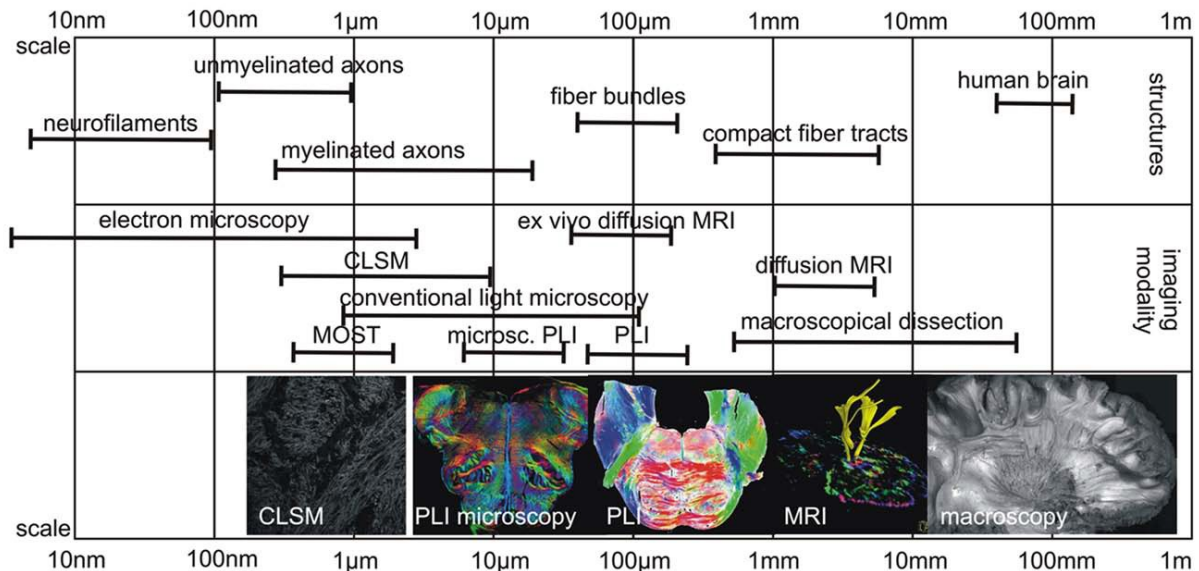 10nm 100nm 1µm 10µm 100µm 1mm 10mm 100mm 1m
scale
unmyelinated axons
human brain
fiber bundles
neurofilaments
compact fiber tracts
myelinated axons
structures
electron microscopy
ex vivo diffusion MRI
CLSM
diffusion MRI
conventional light microscopy
macroscopical dissection
MOST
microsc. PLI
PLI
imaging
modality
CLSM
PLI microscopy
PLI
MRI
macroscopy
scale
10nm 100nm 1µm 10µm 100µm 1mm 10mm 100mm 1m